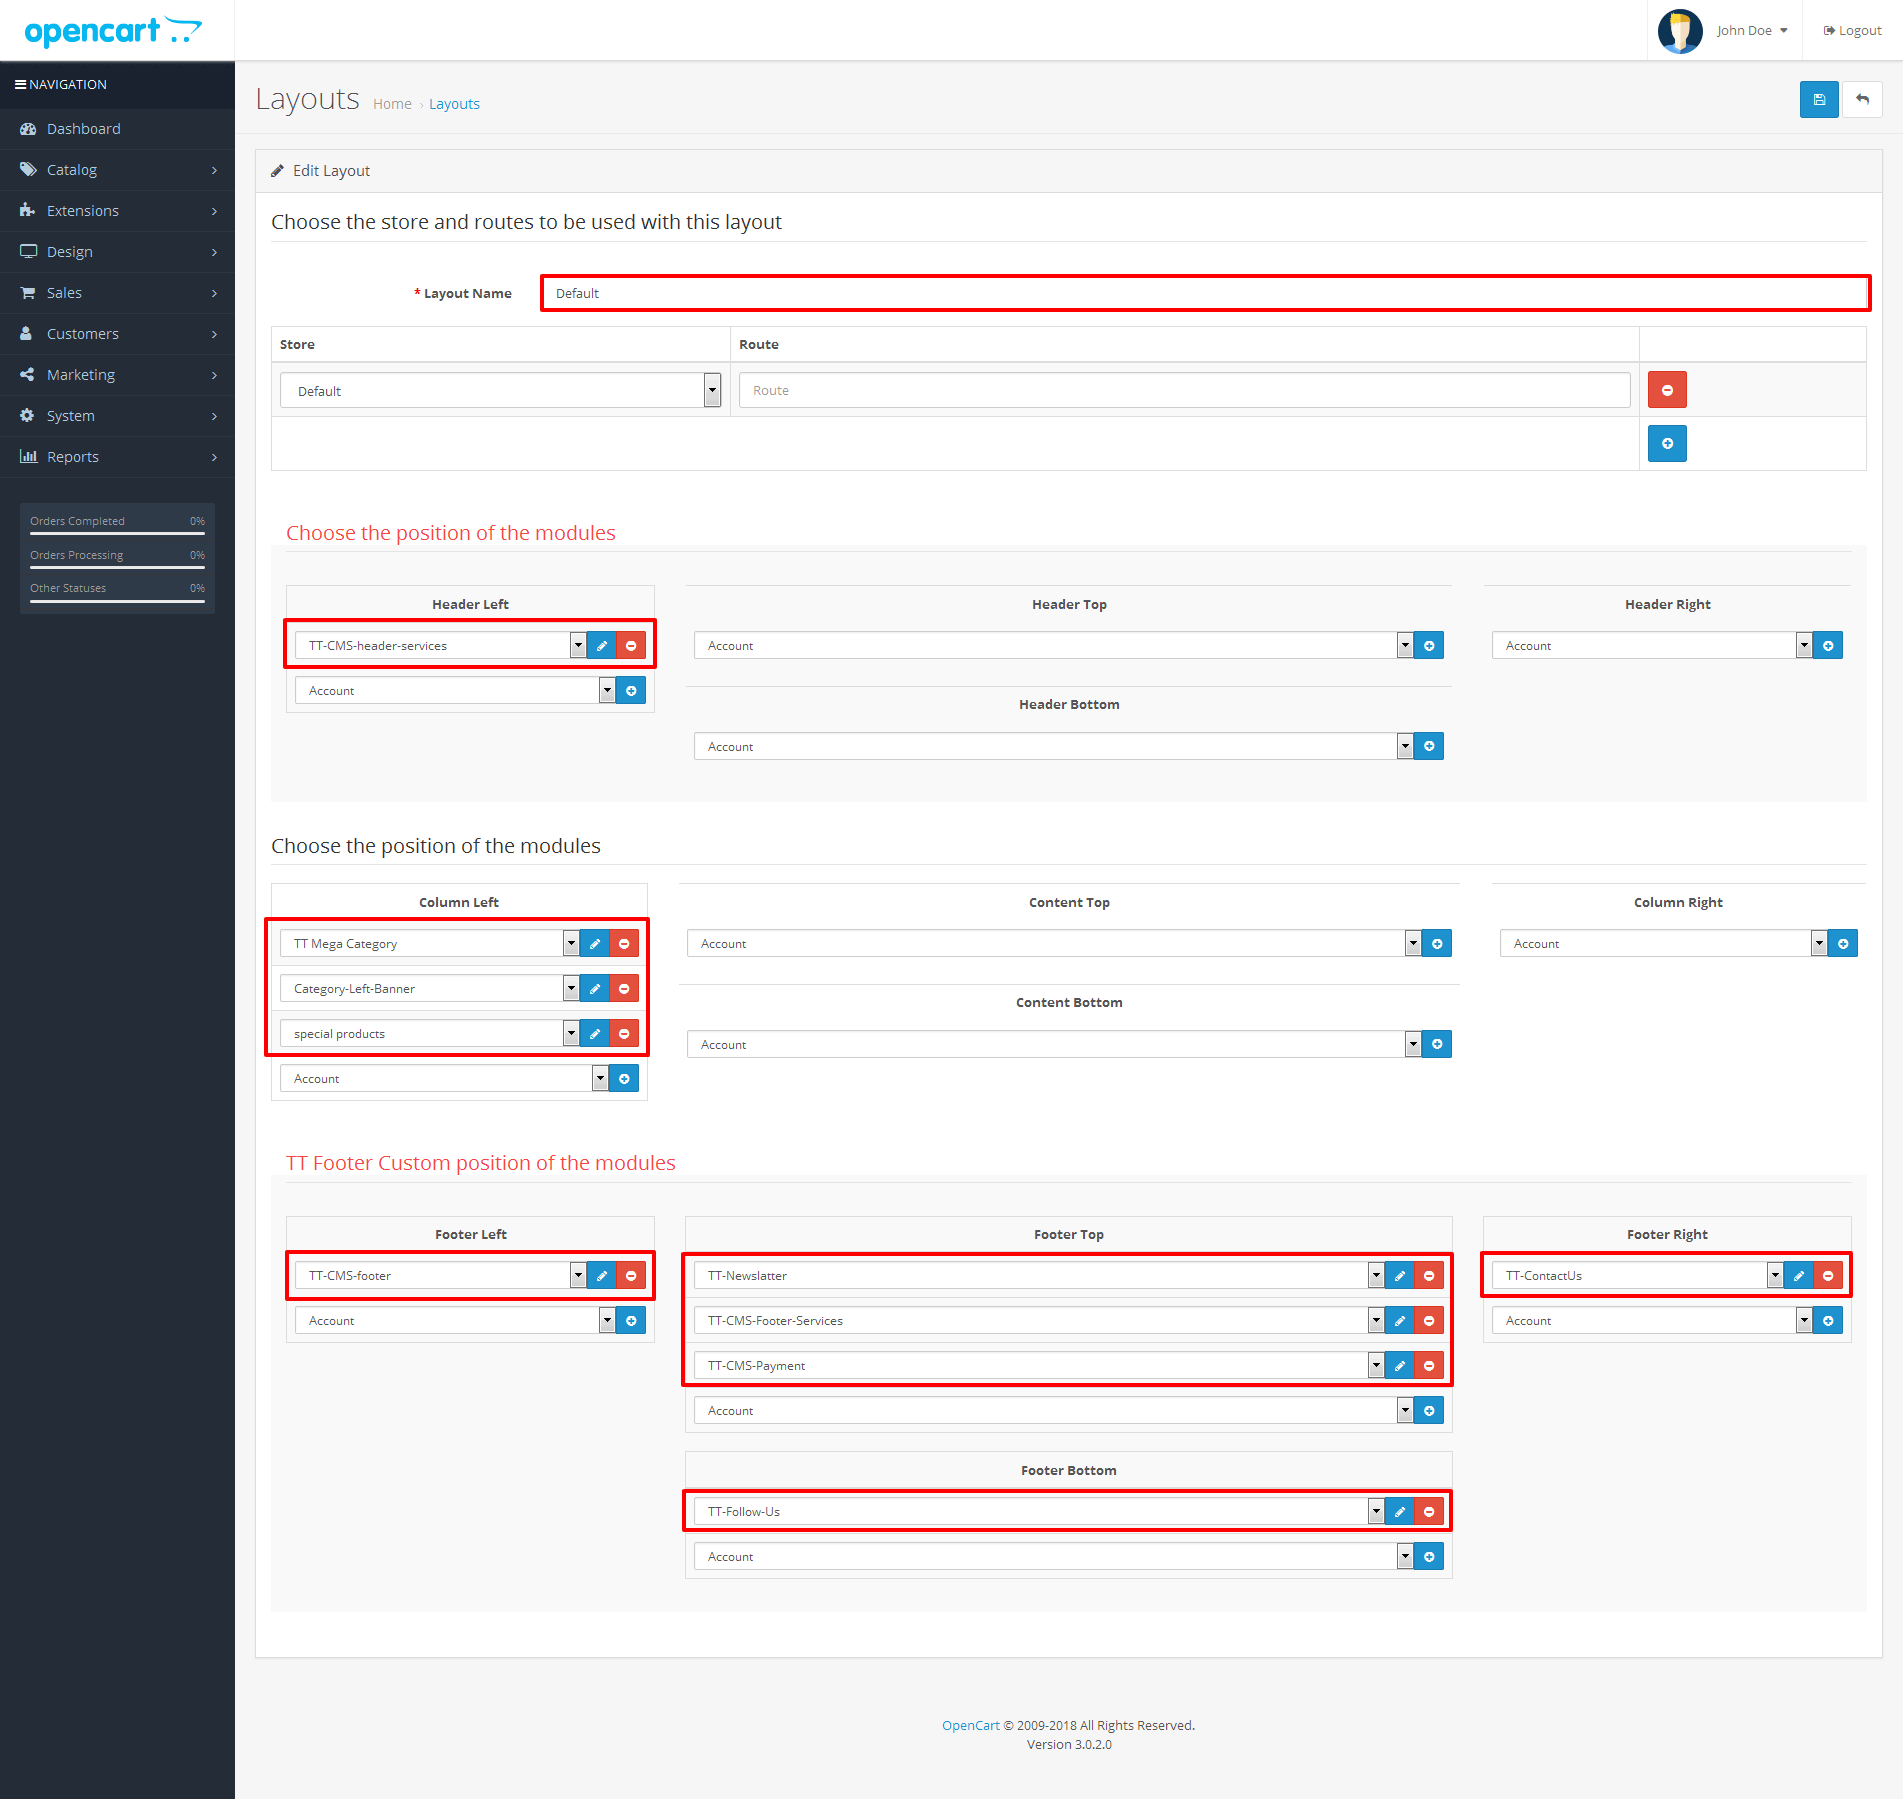 opencart
John Doe
Logout
NAVIGATION
Dashboard
Catalog
Extensions
Design
Sales
Customers
Marketing
System
Reports
Orders Completed 0%
Orders Processing 0%
Other Statuses 0%
Layouts Home › Layouts
Edit Layout
Choose the store and routes to be used with this layout
* Layout Name Default
Store Route
Default Route
Choose the position of the modules
Header Left Header Top Header Right
TT-CMS-header-services Account Account
Account
Header Bottom
Account
Choose the position of the modules
Column Left Content Top Column Right
TT Mega Category Account Account
Category-Left-Banner
Content Bottom
special products Account
Account
TT Footer Custom position of the modules
Footer Left Footer Top Footer Right
TT-CMS-footer TT-Newslatter TT-ContactUs
Account TT-CMS-Footer-Services Account
TT-CMS-Payment
Account
Footer Bottom
TT-Follow-Us
Account
OpenCart © 2009-2018 All Rights Reserved.
Version 3.0.2.0